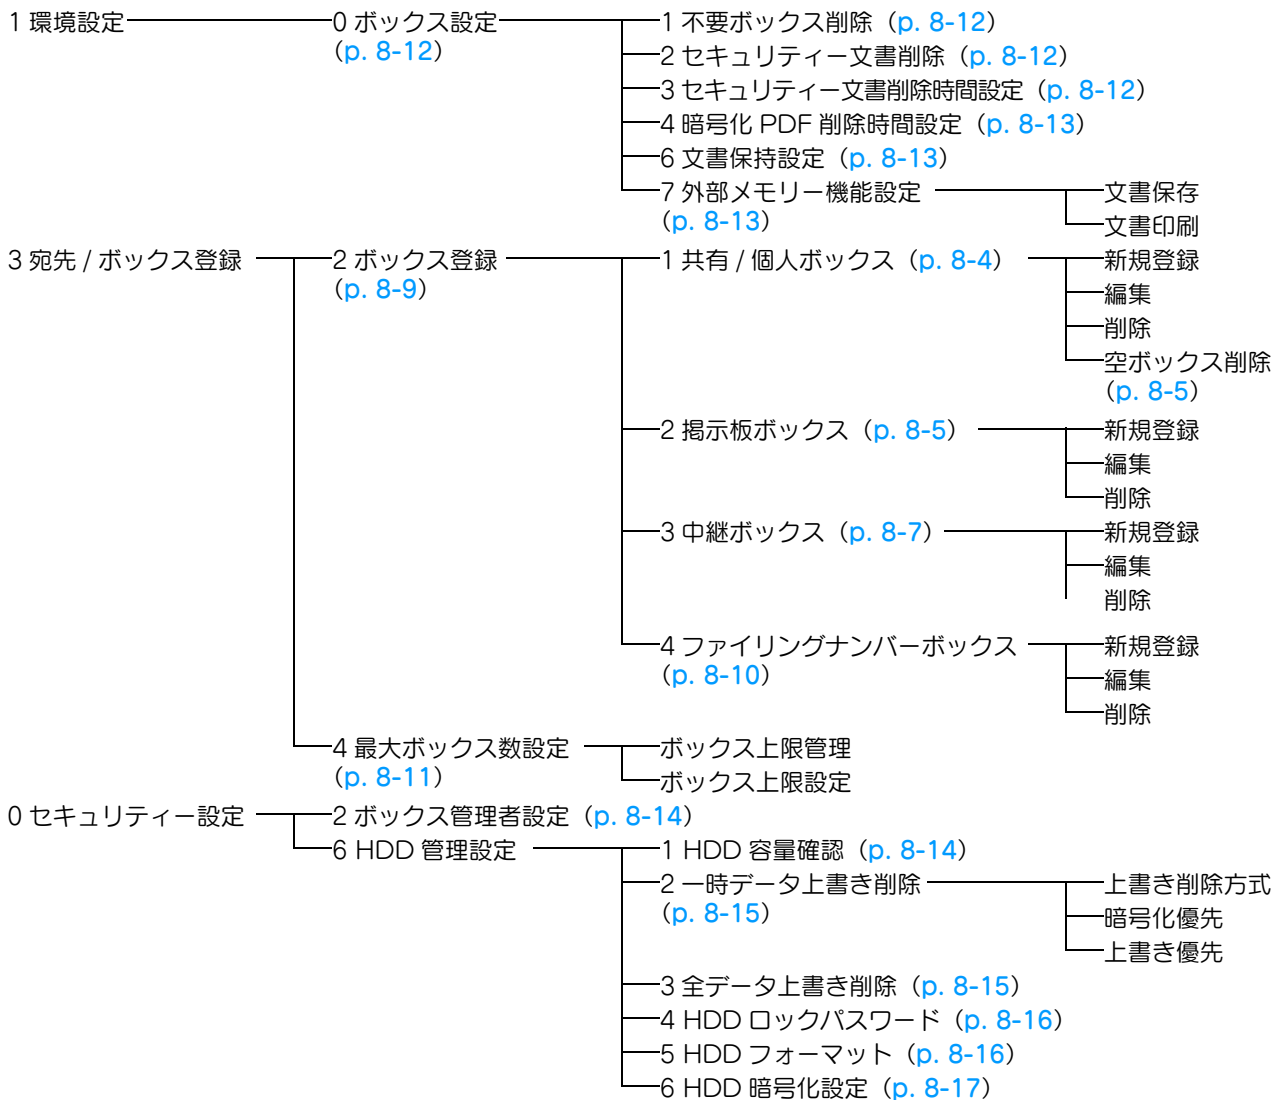 1 環境設定 0 ボックス設定 1 不要ボックス削除（p. 8-12）
（p. 8-12） 2 セキュリティー文書削除（p. 8-12）
3 セキュリティー文書削除時間設定（p. 8-12）
4 暗号化 PDF 削除時間設定（p. 8-13）
6 文書保持設定（p. 8-13）
7 外部メモリー機能設定 文書保存
（p. 8-13） 文書印刷
3 宛先 / ボックス登録 2 ボックス登録 1 共有 / 個人ボックス（p. 8-4） 新規登録
（p. 8-9） 編集
削除
空ボックス削除
（p. 8-5）
2 掲示板ボックス（p. 8-5） 新規登録
編集
削除
3 中継ボックス（p. 8-7） 新規登録
編集
削除
4 ファイリングナンバーボックス 新規登録
（p. 8-10） 編集
削除
4 最大ボックス数設定 ボックス上限管理
（p. 8-11） ボックス上限設定
0 セキュリティー設定 2 ボックス管理者設定（p. 8-14）
6 HDD 管理設定 1 HDD 容量確認（p. 8-14）
2 一時データ上書き削除 上書き削除方式
（p. 8-15） 暗号化優先
上書き優先
3 全データ上書き削除（p. 8-15）
4 HDD ロックパスワード（p. 8-16）
5 HDD フォーマット（p. 8-16）
6 HDD 暗号化設定（p. 8-17）